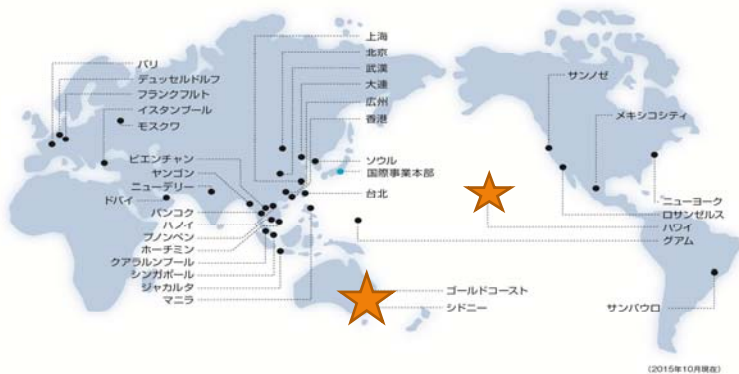 上海
北京
武漢
大連
広州
香港
パリ
デュッセルドルフ
フランクフルト
イスタンブール
モスクワ
ビエンチャン
ヤンゴン
ニューデリー
ドバイ
バンコク
ハノイ
プノンペン
ホーチミン
クアラルンプール
シンガポール
ジャカルタ
マニラ
ソウル
国際事業本部
台北
サンノゼ
メキシコシティ
ニューヨーク
ロサンゼルス
ハワイ
グアム
ゴールドコースト
シドニー
サンパウロ
(2015年10月現在)